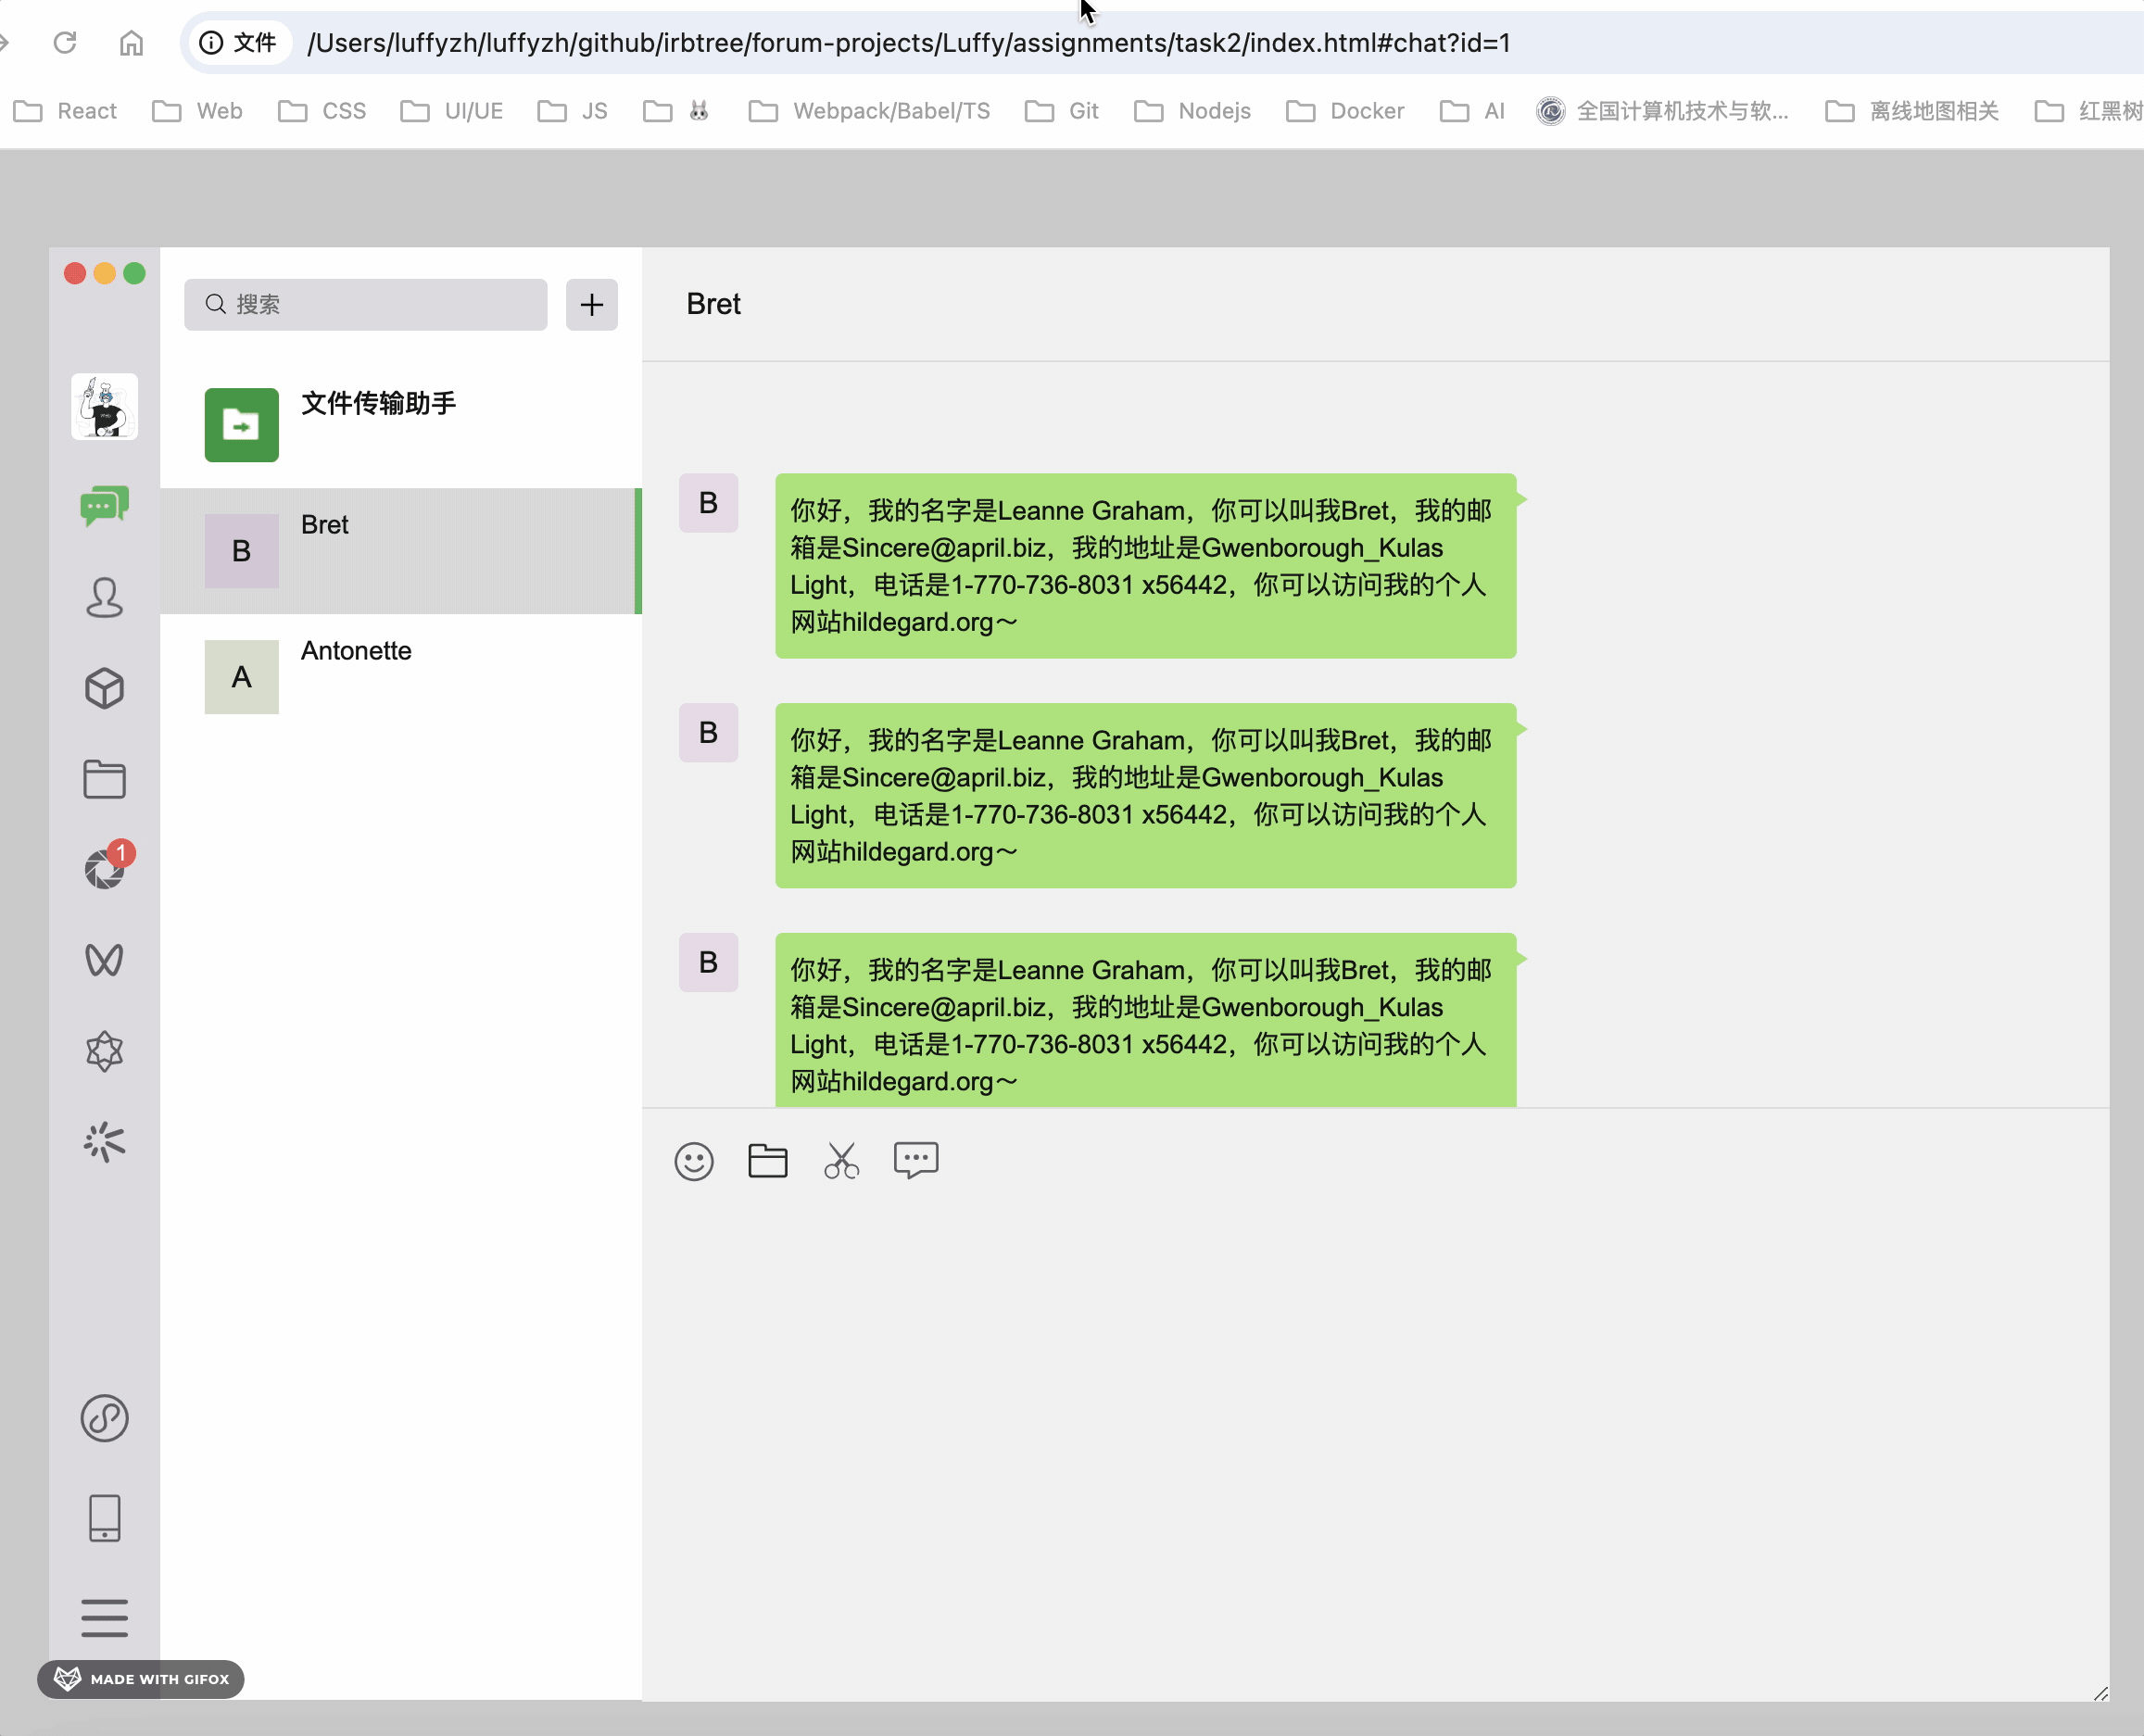 文件 /Users/luffyzh/luffyzh/github/irbtree/forum-projects/Luffy/assignments/task2/index.html#chat?id=1
React Web CSS UI/UE JS Webpack/Babel/TS Git Nodejs Docker AI 全国计算机技术与软... 离线地图相关 红黑树
搜索
文件传输助手
B Bret
A Antonette
1
Bret
B
你好，我的名字是Leanne Graham，你可以叫我Bret，我的邮
箱是Sincere@april.biz，我的地址是Gwenborough_Kulas
Light，电话是1-770-736-8031 x56442，你可以访问我的个人
网站hildegard.org～
B
你好，我的名字是Leanne Graham，你可以叫我Bret，我的邮
箱是Sincere@april.biz，我的地址是Gwenborough_Kulas
Light，电话是1-770-736-8031 x56442，你可以访问我的个人
网站hildegard.org～
B
你好，我的名字是Leanne Graham，你可以叫我Bret，我的邮
箱是Sincere@april.biz，我的地址是Gwenborough_Kulas
Light，电话是1-770-736-8031 x56442，你可以访问我的个人
网站hildegard.org～
MADE WITH GIFOX